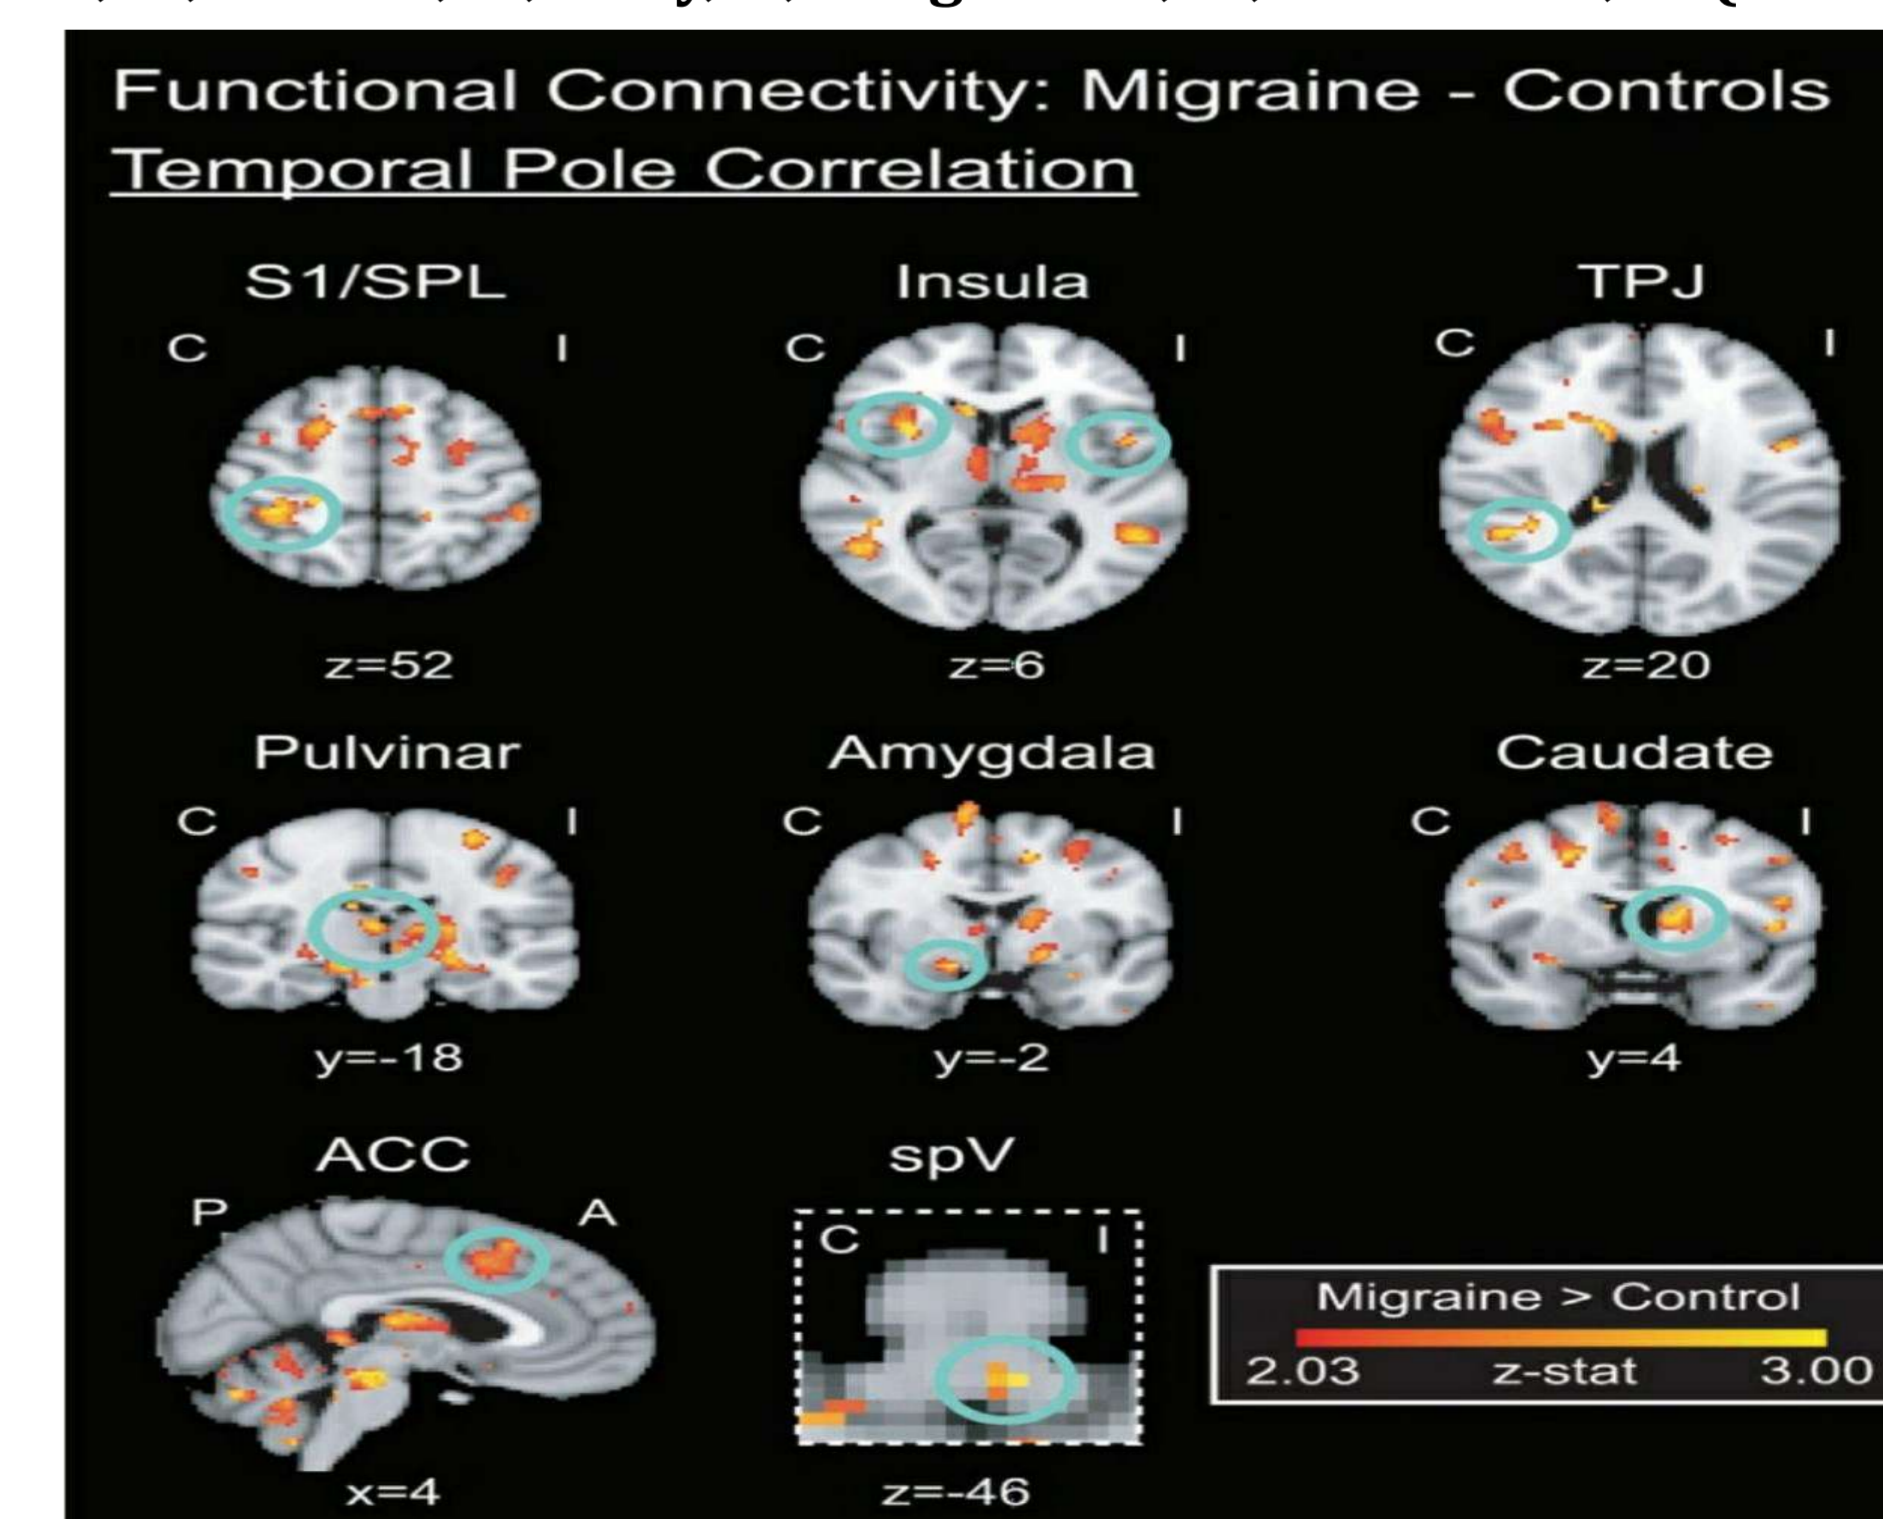 Functional Connectivity: Migraine - Controls
Temporal Pole Correlation
S1/SPL
C I
z=52
Insula
C I
z=6
TPJ
C I
z=20
Pulvinar
C I
y=-18
Amygdala
C I
y=-2
Caudate
C I
y=4
ACC
P A
x=4
spV
C I
z=-46
Migraine > Control
2.03 z-stat 3.00